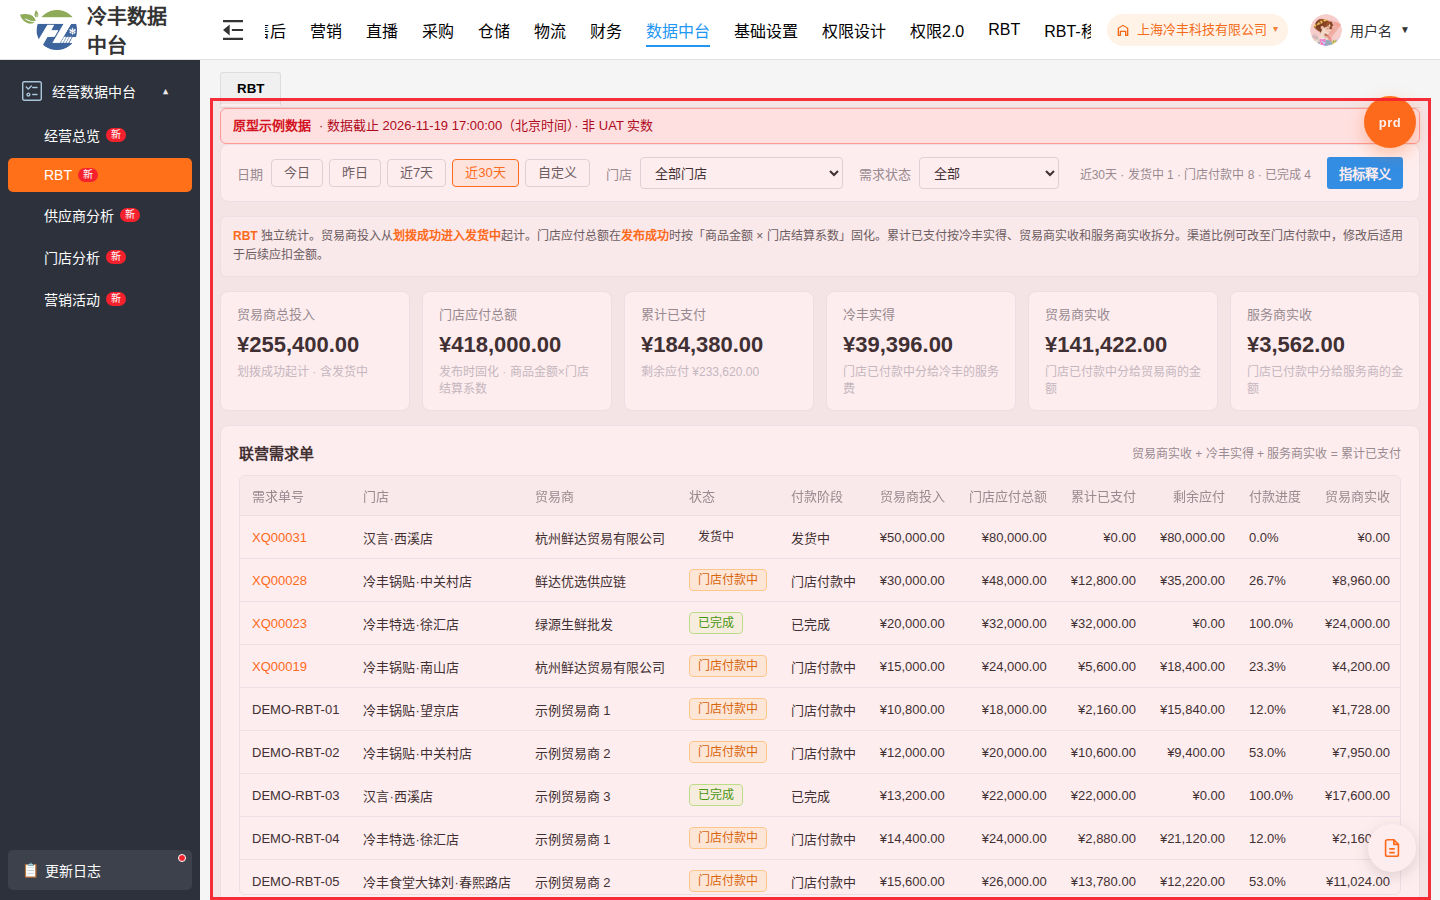 冷丰数据
中台
售后 营销 直播 采购 仓储 物流 财务 数据中台 基础设置 权限设计 权限2.0 RBT RBT-移
上海冷丰科技有限公司 ▾
用户名 ▼
经营数据中台 ▲
经营总览 新
RBT 新
供应商分析 新
门店分析 新
营销活动 新
更新日志
RBT
prd
原型示例数据 · 数据截止 2026-11-19 17:00:00（北京时间）· 非 UAT 实数
日期 今日 昨日 近7天 近30天 自定义 门店 全部门店 需求状态 全部 近30天 · 发货中 1 · 门店付款中 8 · 已完成 4 指标释义
RBT 独立统计。贸易商投入从划拨成功进入发货中起计。门店应付总额在发布成功时按「商品金额 × 门店结算系数」固化。累计已支付按冷丰实得、贸易商实收和服务商实收拆分。渠道比例可改至门店付款中，修改后适用
于后续应扣金额。
贸易商总投入
¥255,400.00
划拨成功起计 · 含发货中
门店应付总额
¥418,000.00
发布时固化 · 商品金额×门店
结算系数
累计已支付
¥184,380.00
剩余应付 ¥233,620.00
冷丰实得
¥39,396.00
门店已付款中分给冷丰的服务
费
贸易商实收
¥141,422.00
门店已付款中分给贸易商的金
额
服务商实收
¥3,562.00
门店已付款中分给服务商的金
额
联营需求单
贸易商实收 + 冷丰实得 + 服务商实收 = 累计已支付
需求单号 门店 贸易商 状态 付款阶段 贸易商投入 门店应付总额 累计已支付 剩余应付 付款进度 贸易商实收
XQ00031 汉言·西溪店 杭州鲜达贸易有限公司 发货中 发货中 ¥50,000.00 ¥80,000.00 ¥0.00 ¥80,000.00 0.0% ¥0.00
XQ00028 冷丰锅贴·中关村店 鲜达优选供应链 门店付款中 门店付款中 ¥30,000.00 ¥48,000.00 ¥12,800.00 ¥35,200.00 26.7% ¥8,960.00
XQ00023 冷丰特选·徐汇店 绿源生鲜批发 已完成 已完成 ¥20,000.00 ¥32,000.00 ¥32,000.00 ¥0.00 100.0% ¥24,000.00
XQ00019 冷丰锅贴·南山店 杭州鲜达贸易有限公司 门店付款中 门店付款中 ¥15,000.00 ¥24,000.00 ¥5,600.00 ¥18,400.00 23.3% ¥4,200.00
DEMO-RBT-01 冷丰锅贴·望京店 示例贸易商 1 门店付款中 门店付款中 ¥10,800.00 ¥18,000.00 ¥2,160.00 ¥15,840.00 12.0% ¥1,728.00
DEMO-RBT-02 冷丰锅贴·中关村店 示例贸易商 2 门店付款中 门店付款中 ¥12,000.00 ¥20,000.00 ¥10,600.00 ¥9,400.00 53.0% ¥7,950.00
DEMO-RBT-03 汉言·西溪店 示例贸易商 3 已完成 已完成 ¥13,200.00 ¥22,000.00 ¥22,000.00 ¥0.00 100.0% ¥17,600.00
DEMO-RBT-04 冷丰特选·徐汇店 示例贸易商 1 门店付款中 门店付款中 ¥14,400.00 ¥24,000.00 ¥2,880.00 ¥21,120.00 12.0% ¥2,160
DEMO-RBT-05 冷丰食堂大钵刘·春熙路店 示例贸易商 2 门店付款中 门店付款中 ¥15,600.00 ¥26,000.00 ¥13,780.00 ¥12,220.00 53.0% ¥11,024.00